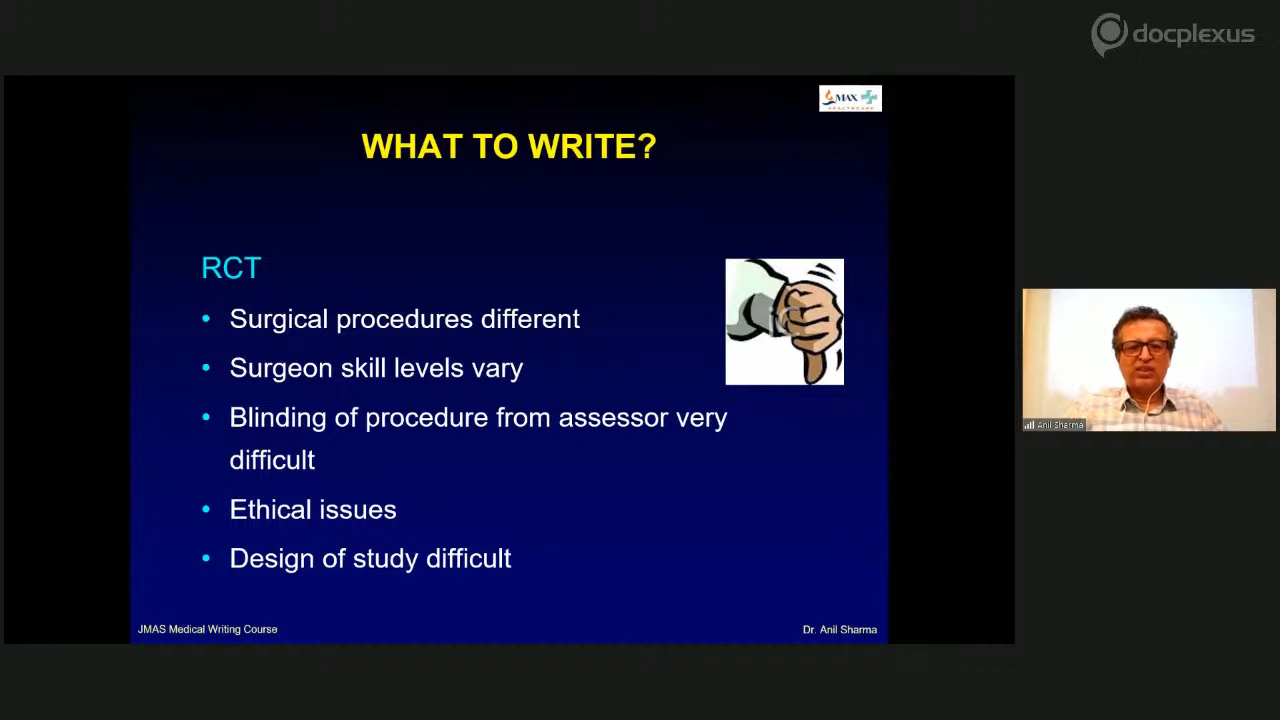 docplexus
MAX
HEALTHCARE
WHAT TO WRITE?
RCT
• Surgical procedures different
• Surgeon skill levels vary
• Blinding of procedure from assessor very
difficult
• Ethical issues
• Design of study difficult
JMAS Medical Writing Course
Dr. Anil Sharma
Anil Sharma